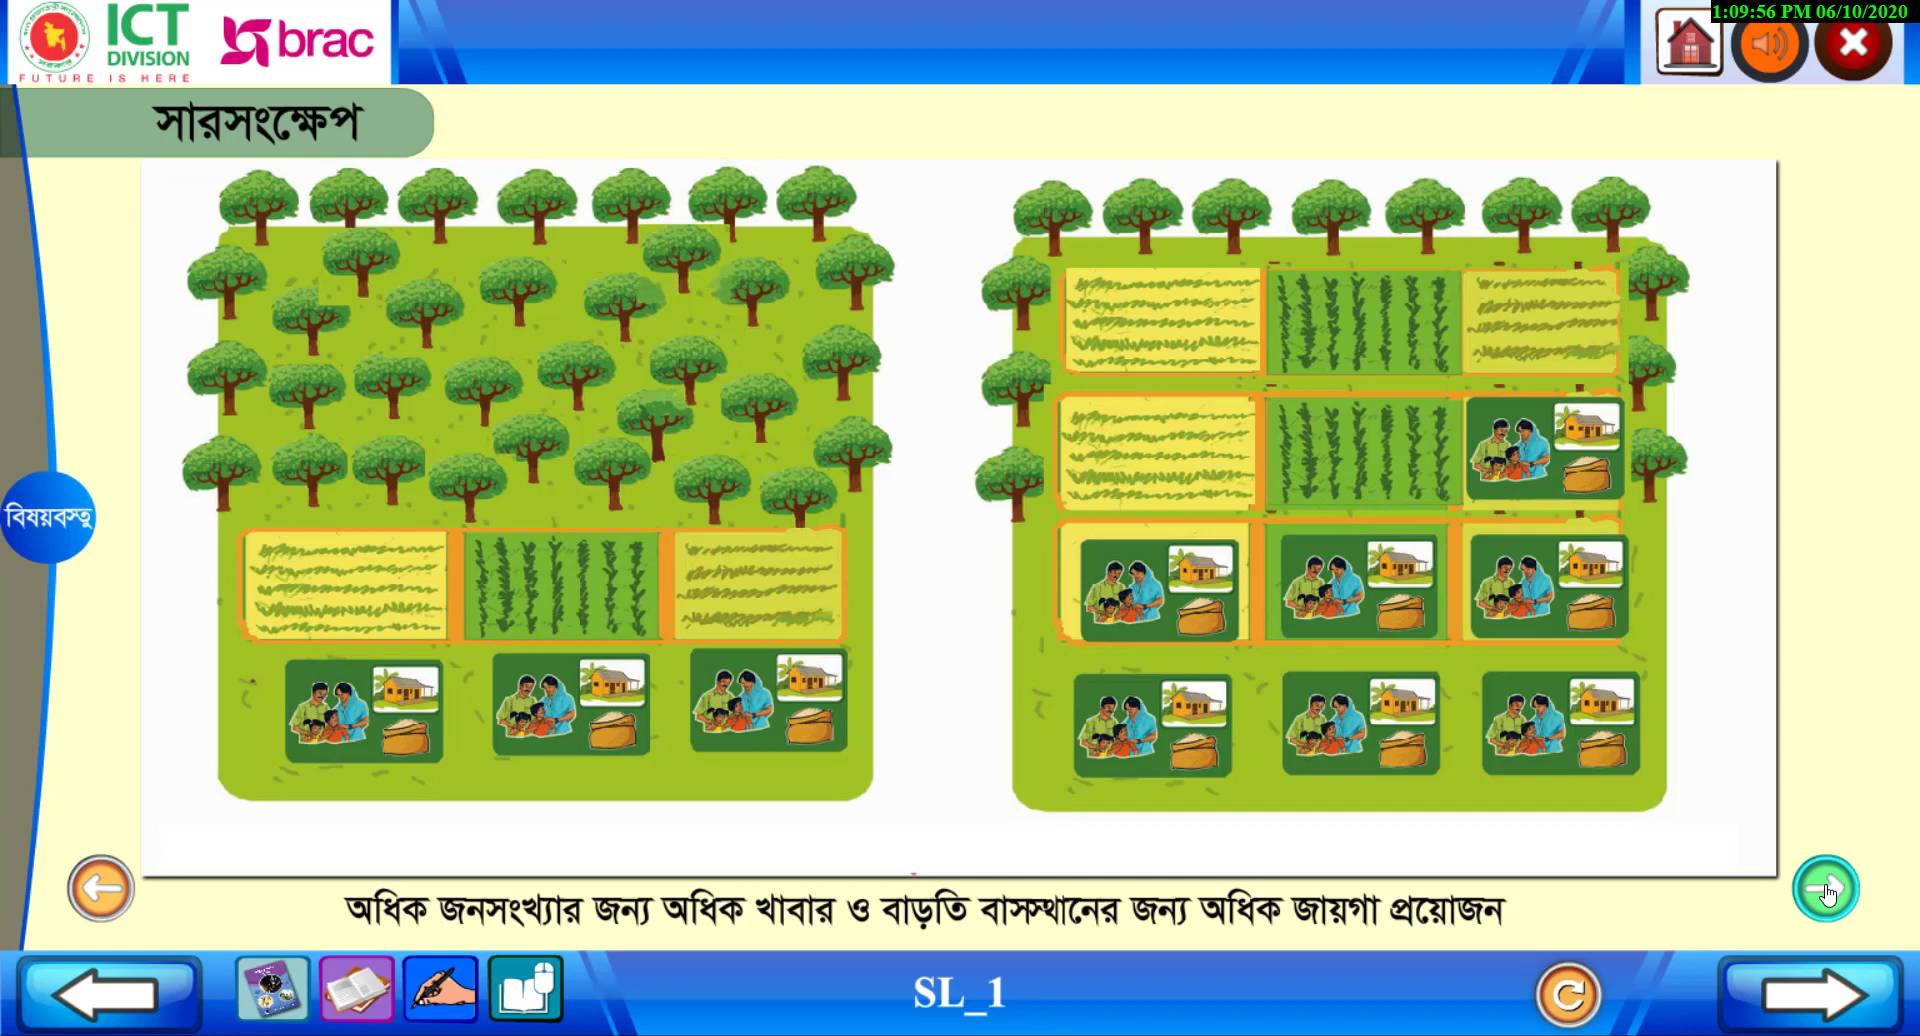 1:09:56 PM 06/10/2020
ICT
DIVISION
FUTURE IS HERE
brac
সারসংক্ষেপ
বিষয়বস্তু
অধিক জনসংখ্যার জন্য অধিক খাবার ও বাড়তি বাসস্থানের জন্য অধিক জায়গা প্রয়োজন
SL_1